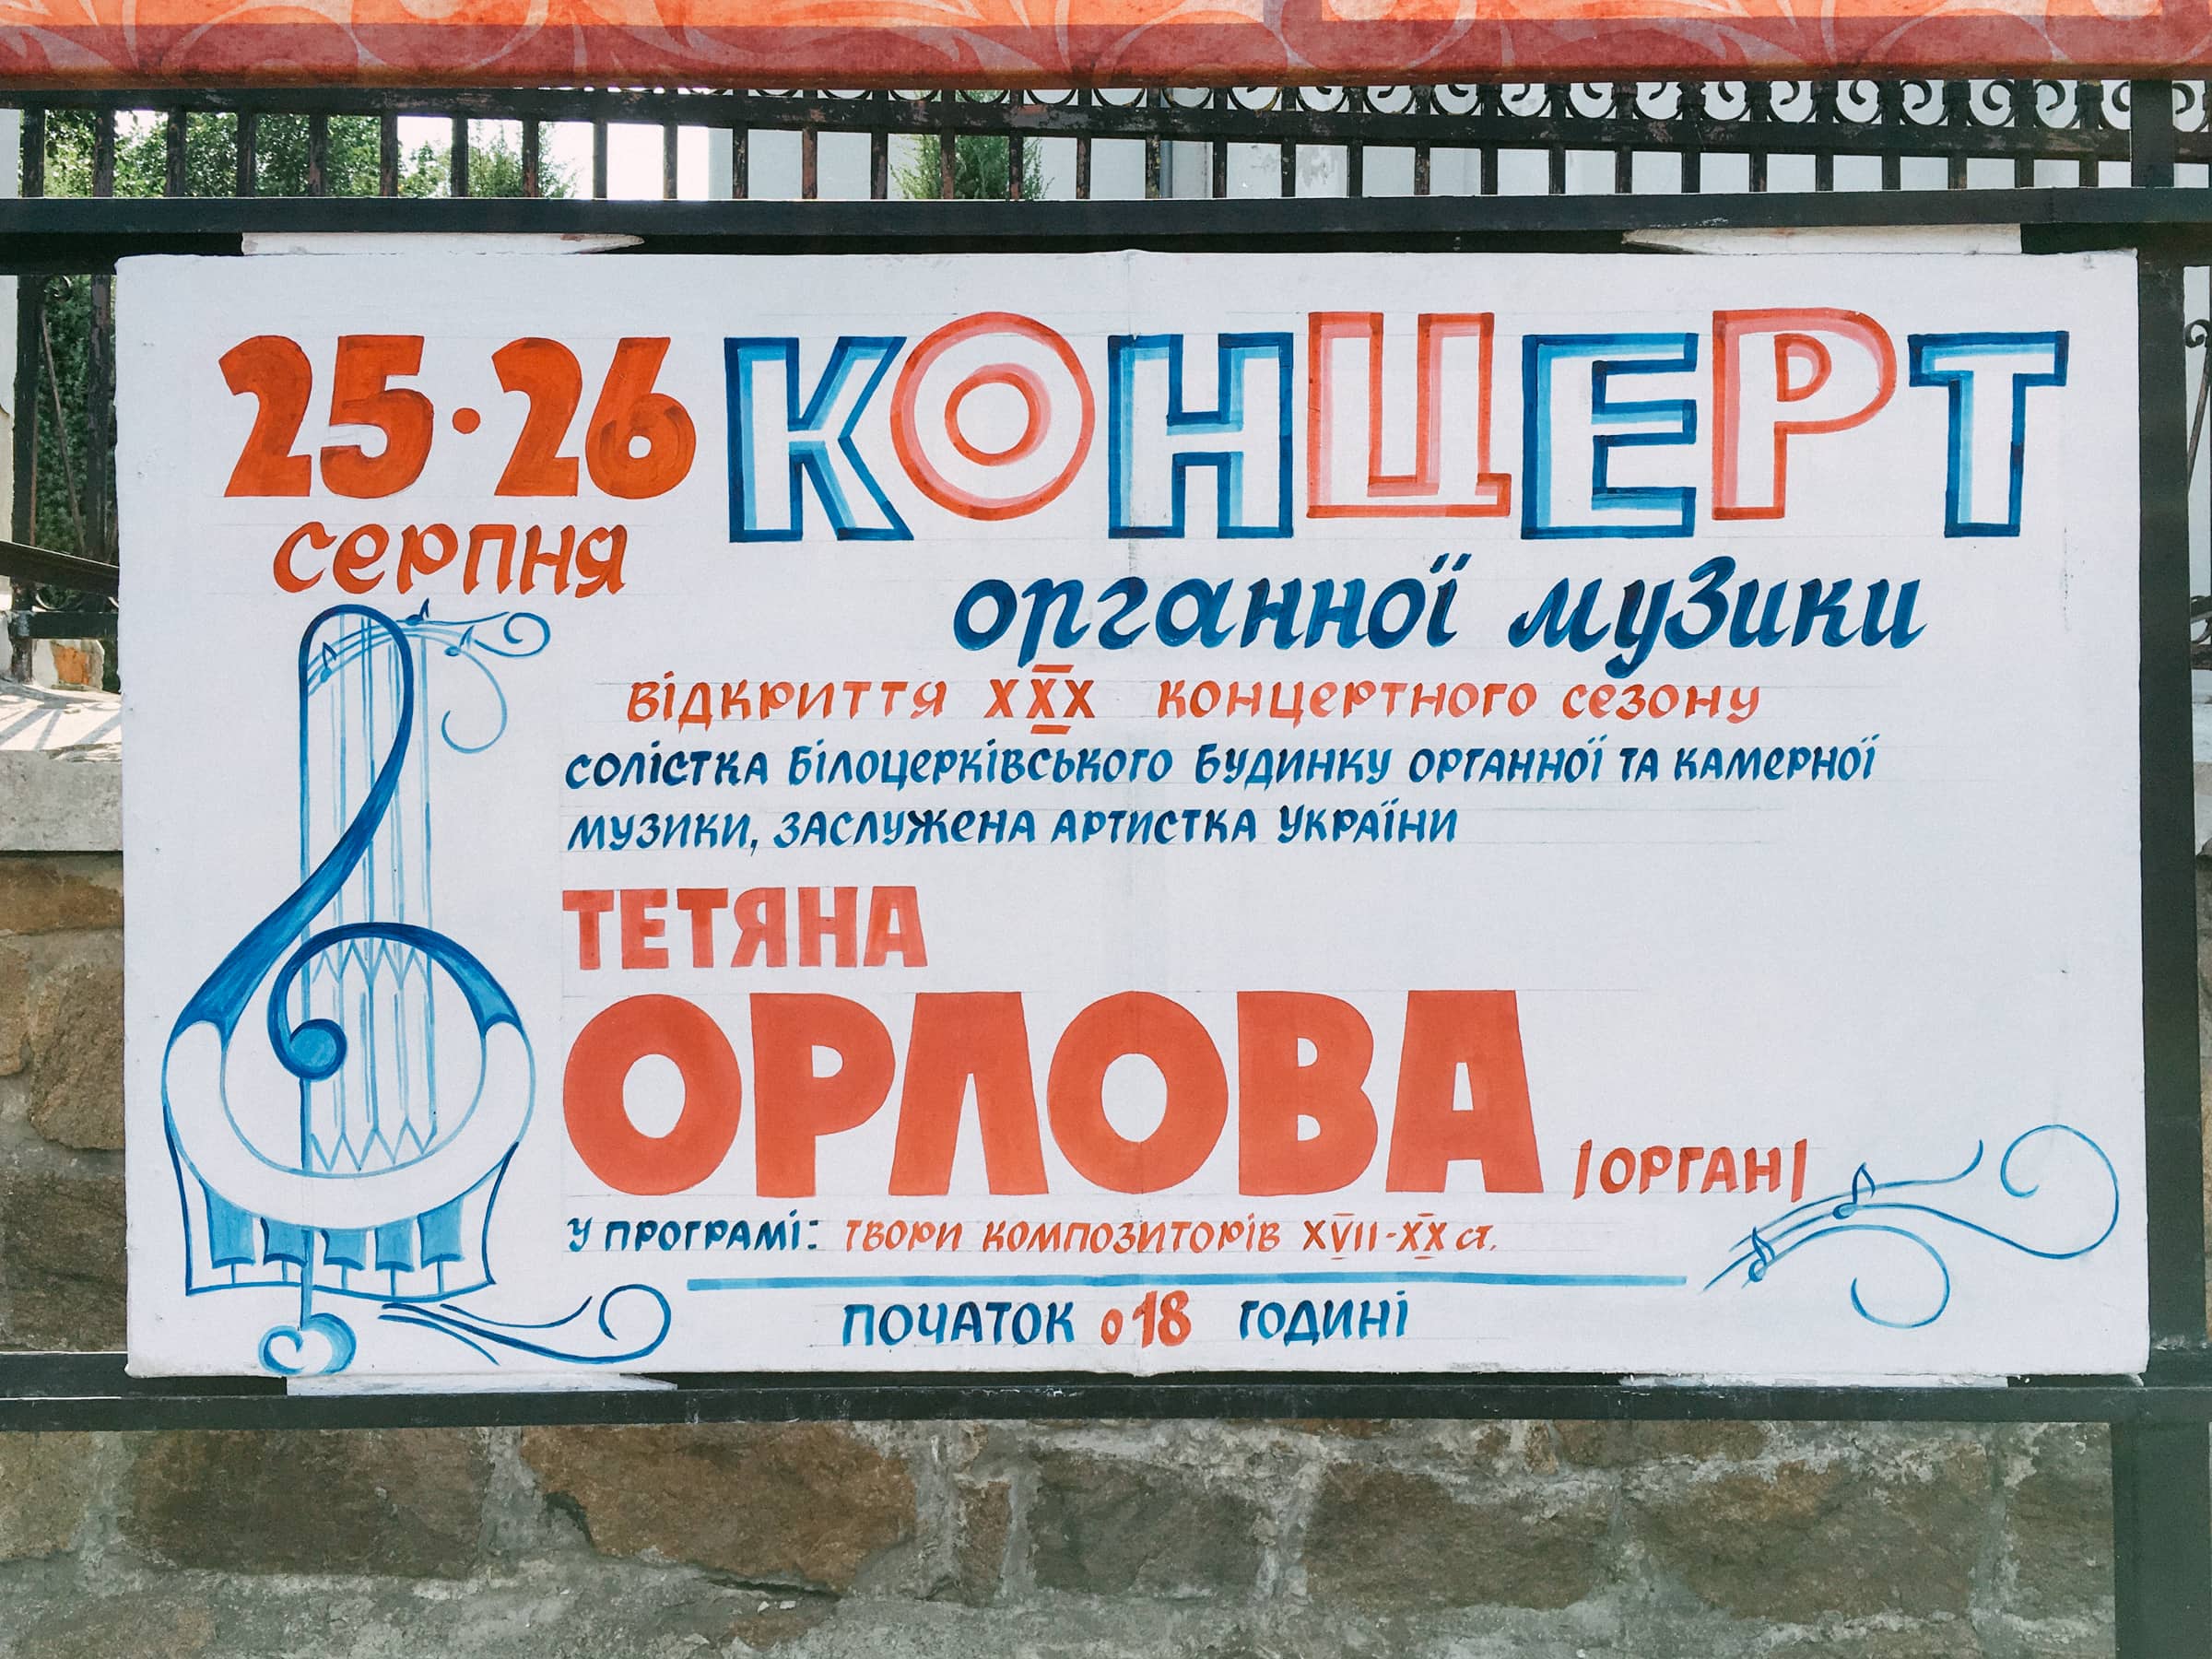 25·26 КОНЦЕРТ
серпня
органної музики
відкриття XXX концертного сезону
солістка Білоцерківського будинку органної та камерної
музики, заслужена артистка України
ТЕТЯНА
ОРЛОВА /ОРГАН/
У програмі: твори композиторів XVII-XX ст.
початок о 18 годині